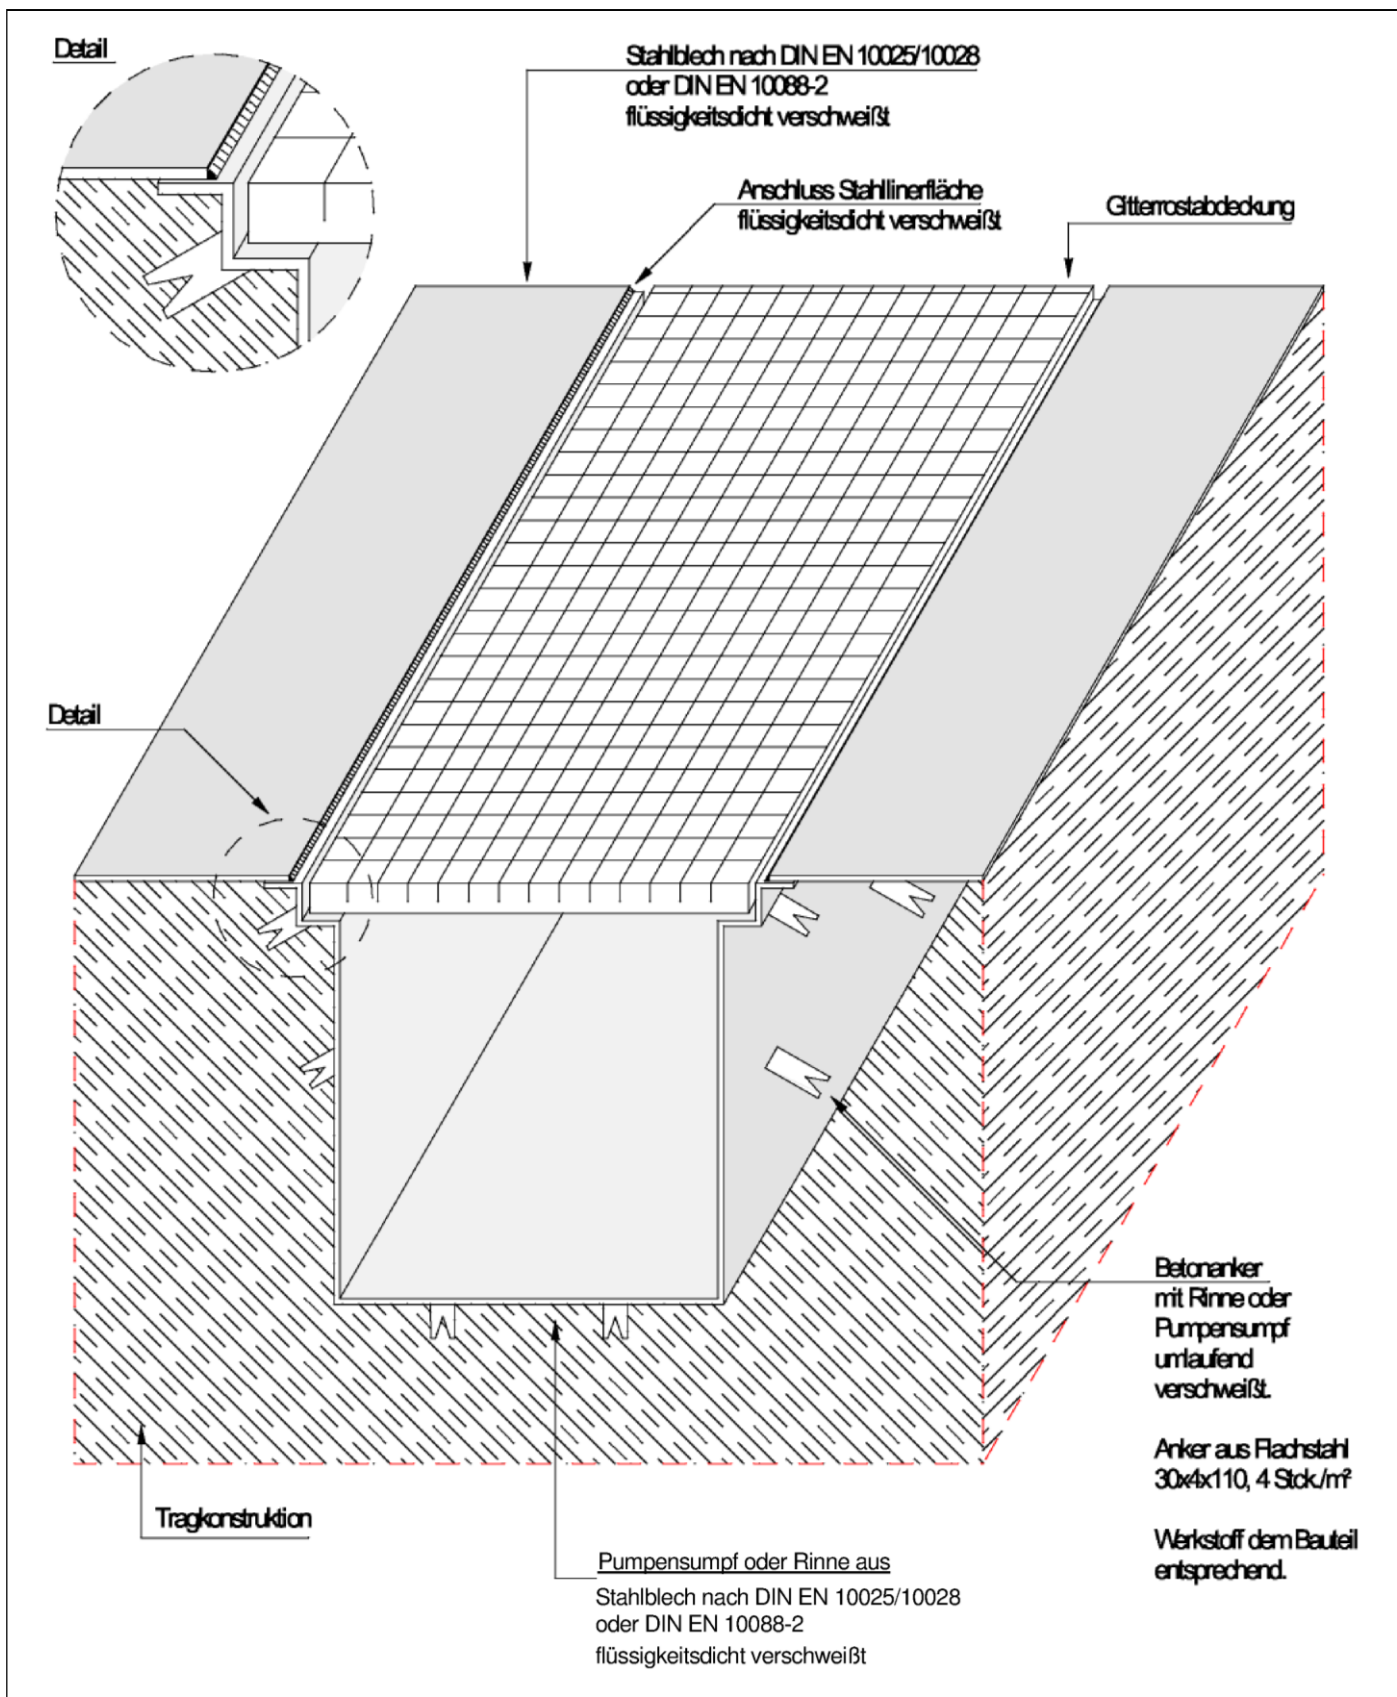 Detail
Stahlblech nach DIN EN 10025/10028
oder DIN EN 10088-2
flüssigkeitsdicht verschweißt
Anschluss Stahllinerfläche
flüssigkeitsdicht verschweißt
Gitterrostabdeckung
Detail
Betonanker
mit Rinne oder
Pumpensumpf
umlaufend
verschweißt.
Anker aus Flachstahl
30x4x110, 4 Stck./m²
Werkstoff dem Bauteil
entsprechend.
Tragkonstruktion
Pumpensumpf oder Rinne aus
Stahlblech nach DIN EN 10025/10028
oder DIN EN 10088-2
flüssigkeitsdicht verschweißt